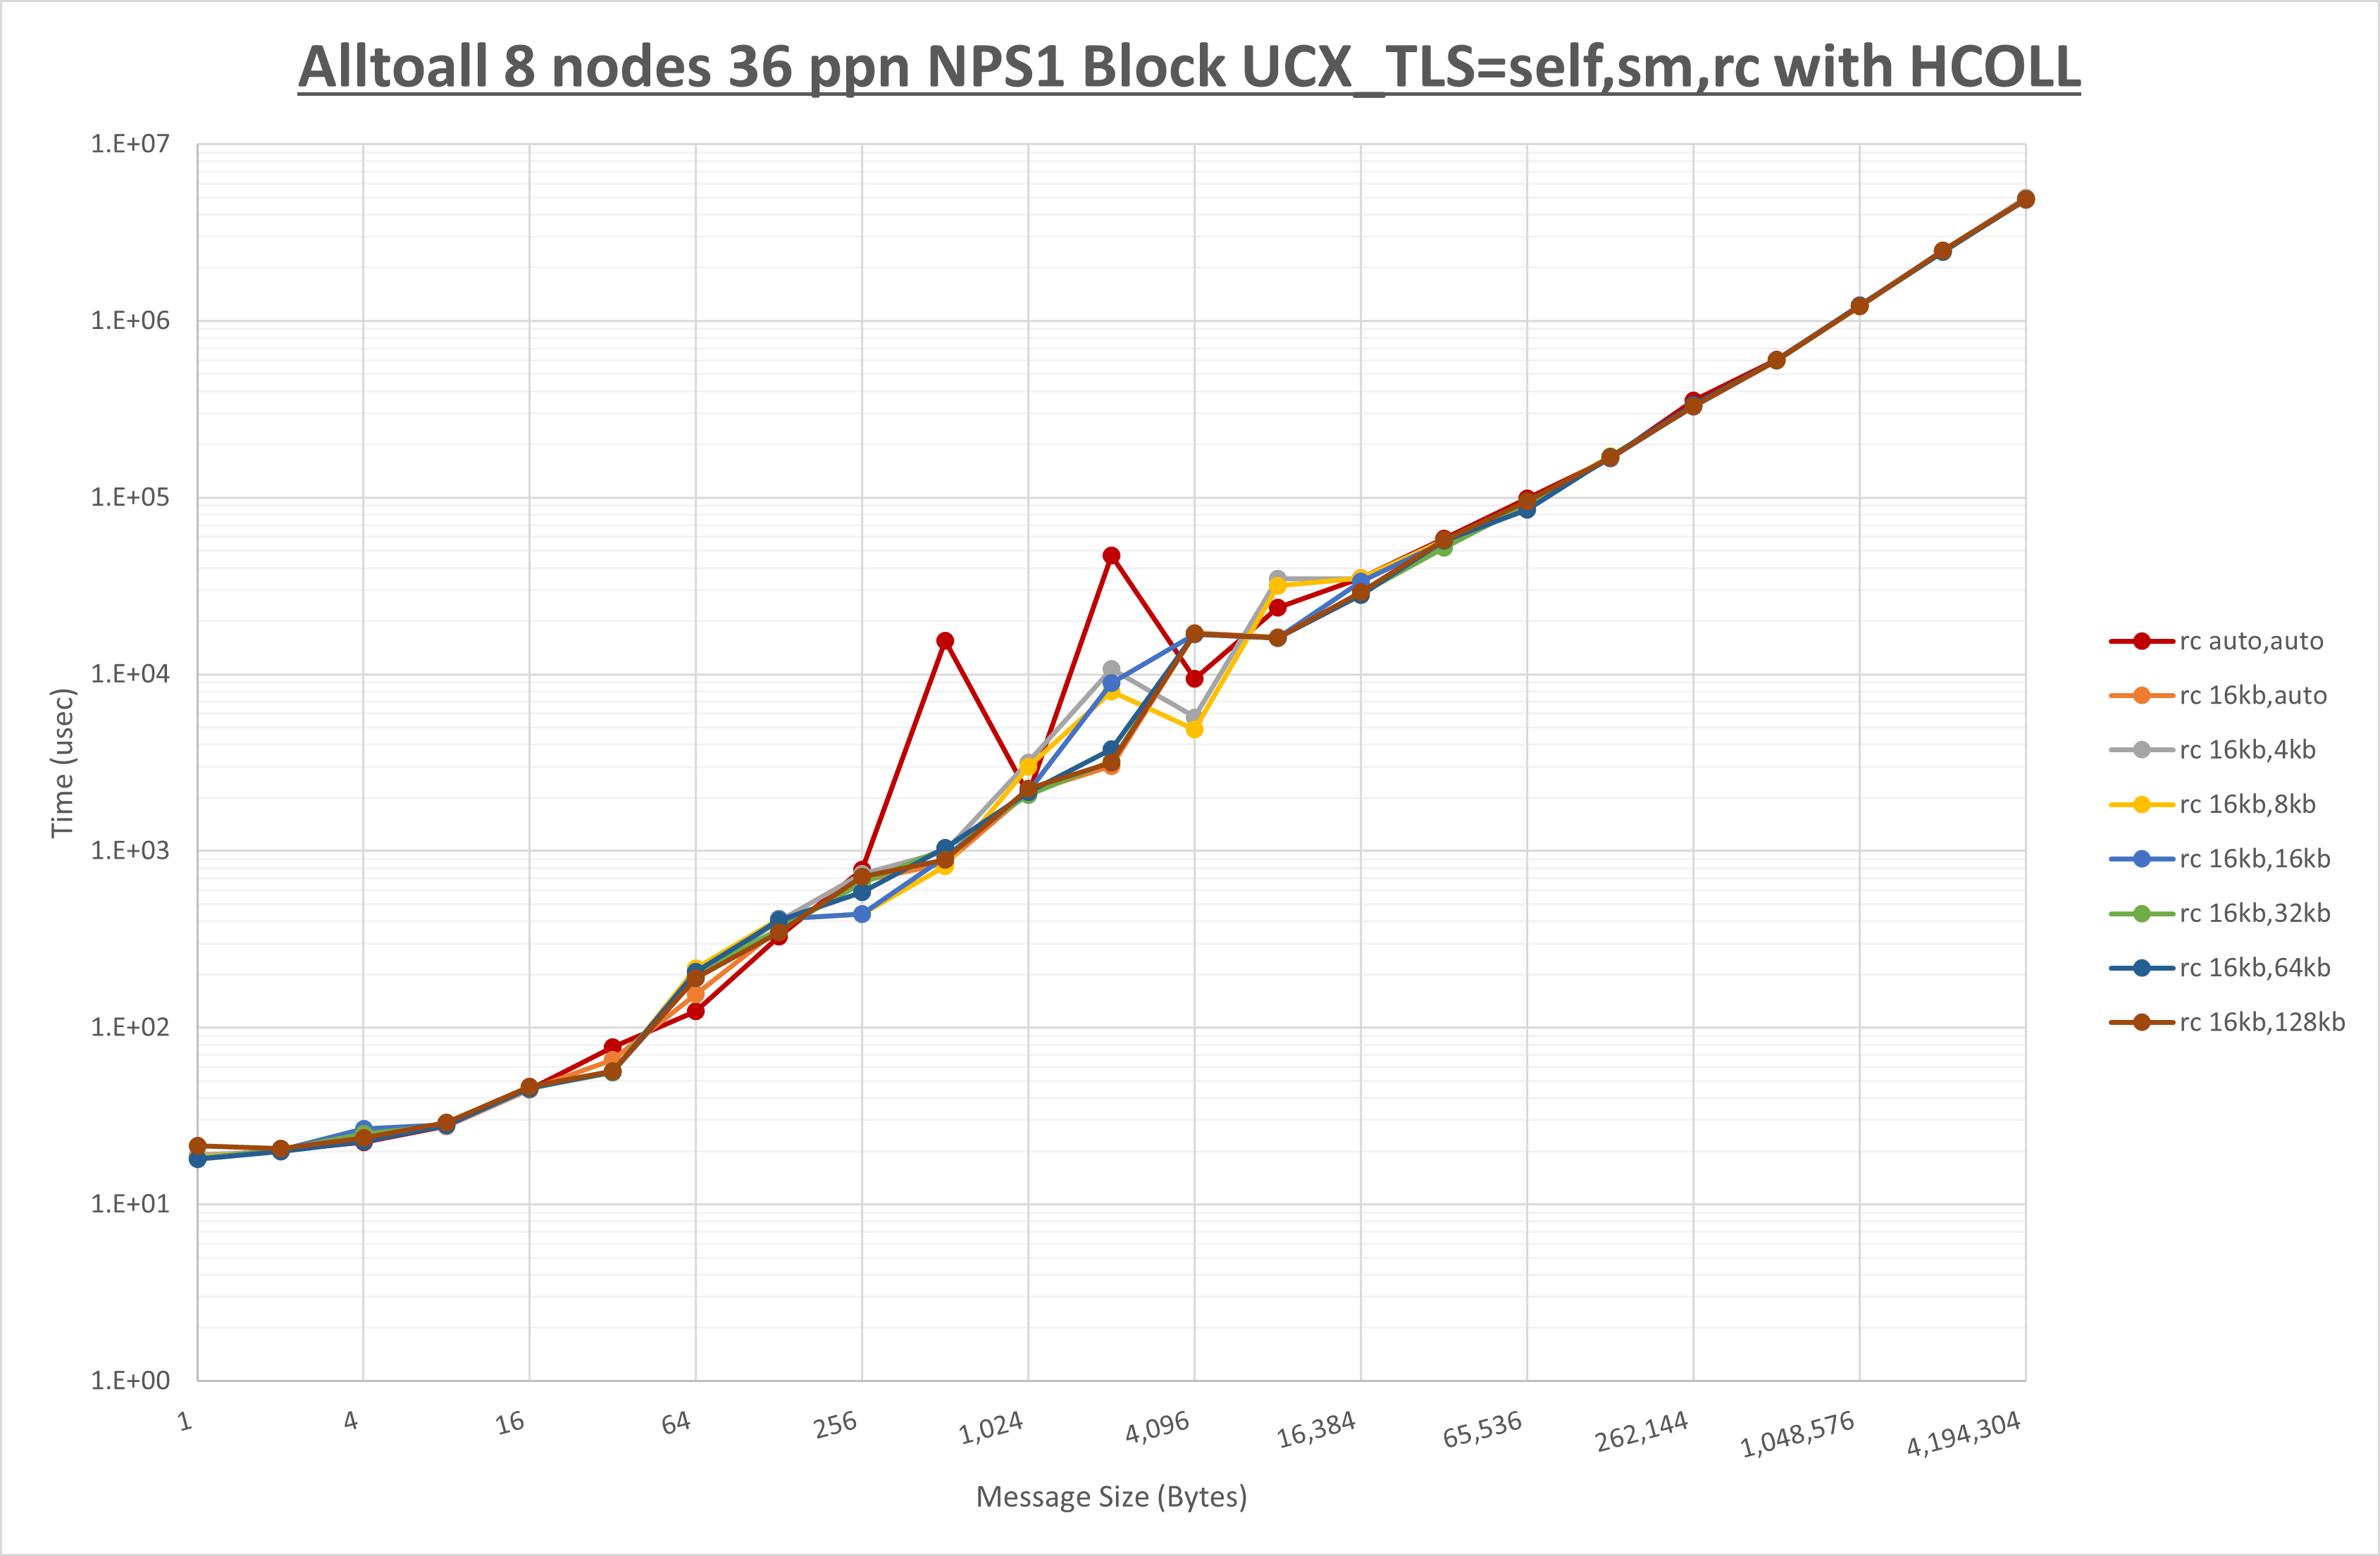 Alltoall 8 nodes 36 ppn NPS1 Block UCX_TLS=self,sm,rc with HCOLL
1.E+07
1.E+06
1.E+05
1.E+04
1.E+03
1.E+02
1.E+01
1.E+00
Time (usec)
1
4
16
64
256
1,024
4,096
16,384
65,536
262,144
1,048,576
4,194,304
Message Size (Bytes)
rc auto,auto
rc 16kb,auto
rc 16kb,4kb
rc 16kb,8kb
rc 16kb,16kb
rc 16kb,32kb
rc 16kb,64kb
rc 16kb,128kb